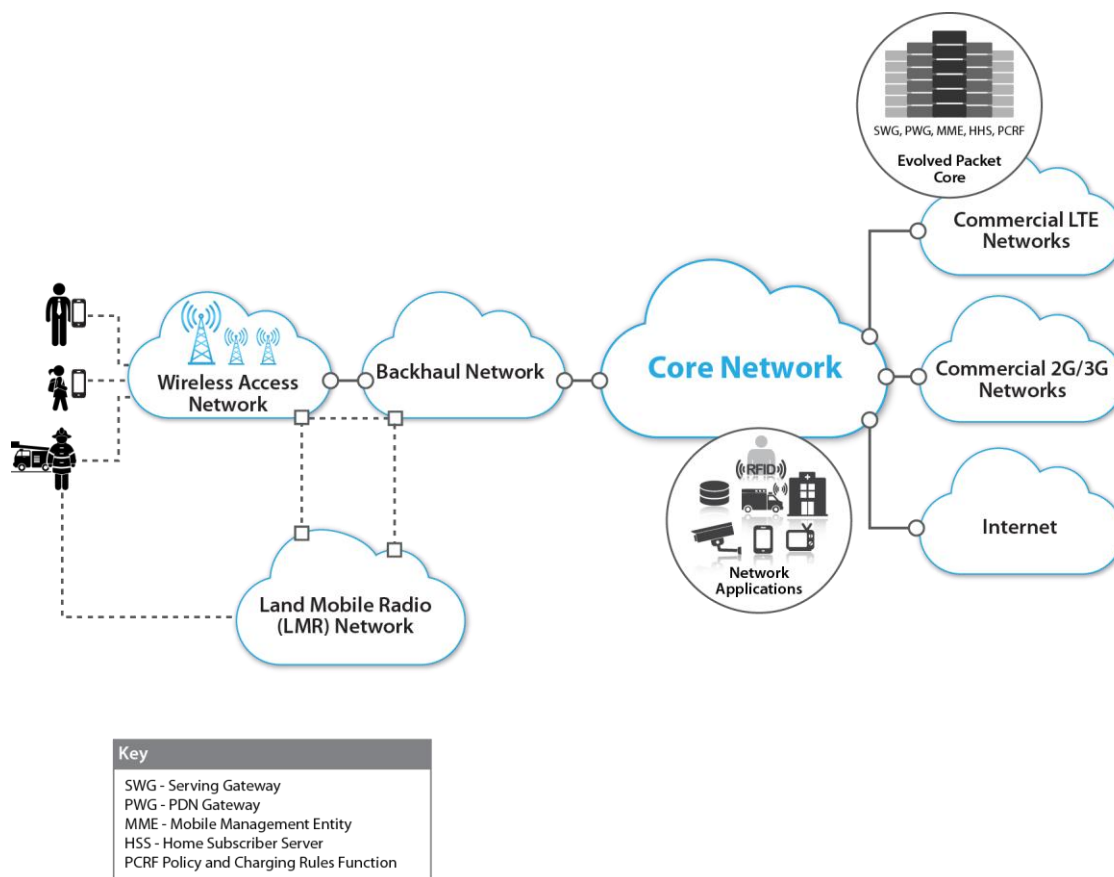 SWG, PWG, MME, HHS, PCRF
Evolved Packet
Core
Commercial LTE
Networks
Wireless Access
Network
Backhaul Network
Core Network
Commercial 2G/3G
Networks
RFID
Network
Applications
Internet
Land Mobile Radio
(LMR) Network
Key
SWG - Serving Gateway
PWG - PDN Gateway
MME - Mobile Management Entity
HSS - Home Subscriber Server
PCRF Policy and Charging Rules Function